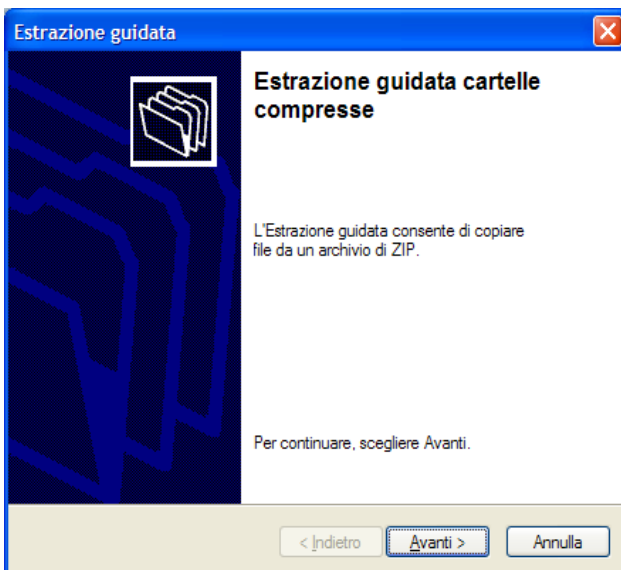 Estrazione guidata
Estrazione guidata cartelle
compresse
L'Estrazione guidata consente di copiare
file da un archivio di ZIP.
Per continuare, scegliere Avanti.
< Indietro
Avanti >
Annulla